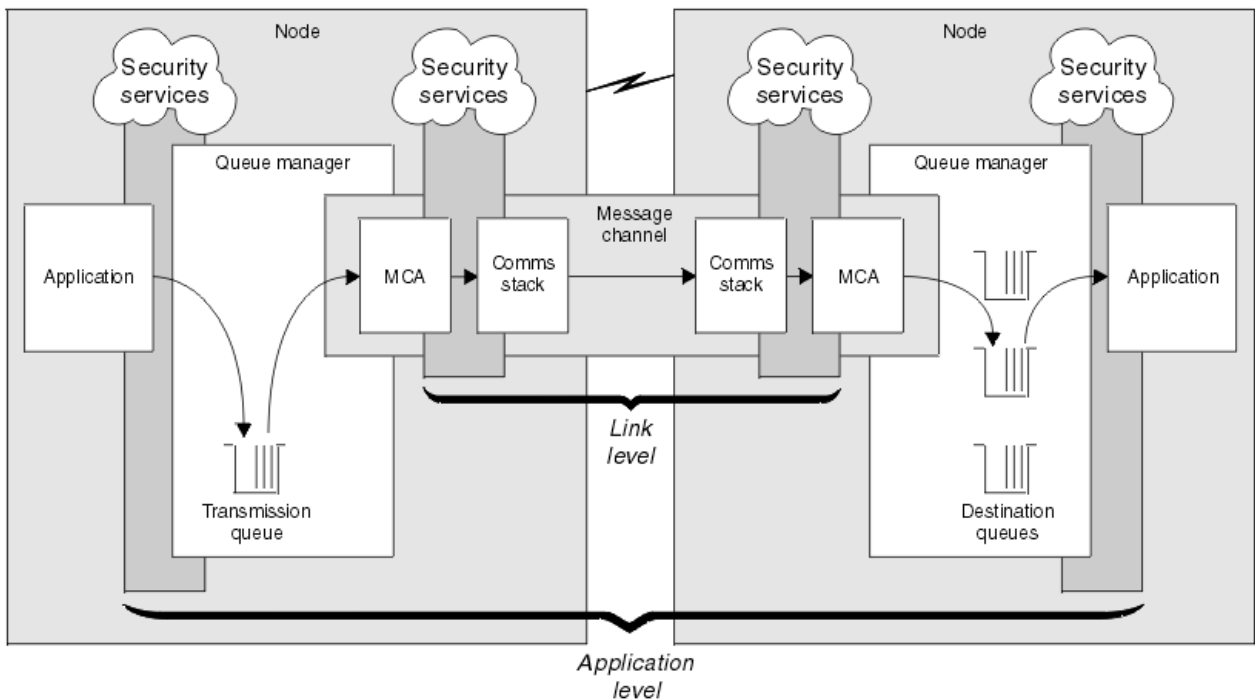 Node
Node
Security
services
Security
services
Security
services
Security
services
Queue manager
Queue manager
Message
channel
Application
MCA
Comms
stack
Comms
stack
MCA
Application
Link
level
Transmission
queue
Destination
queues
Application
level